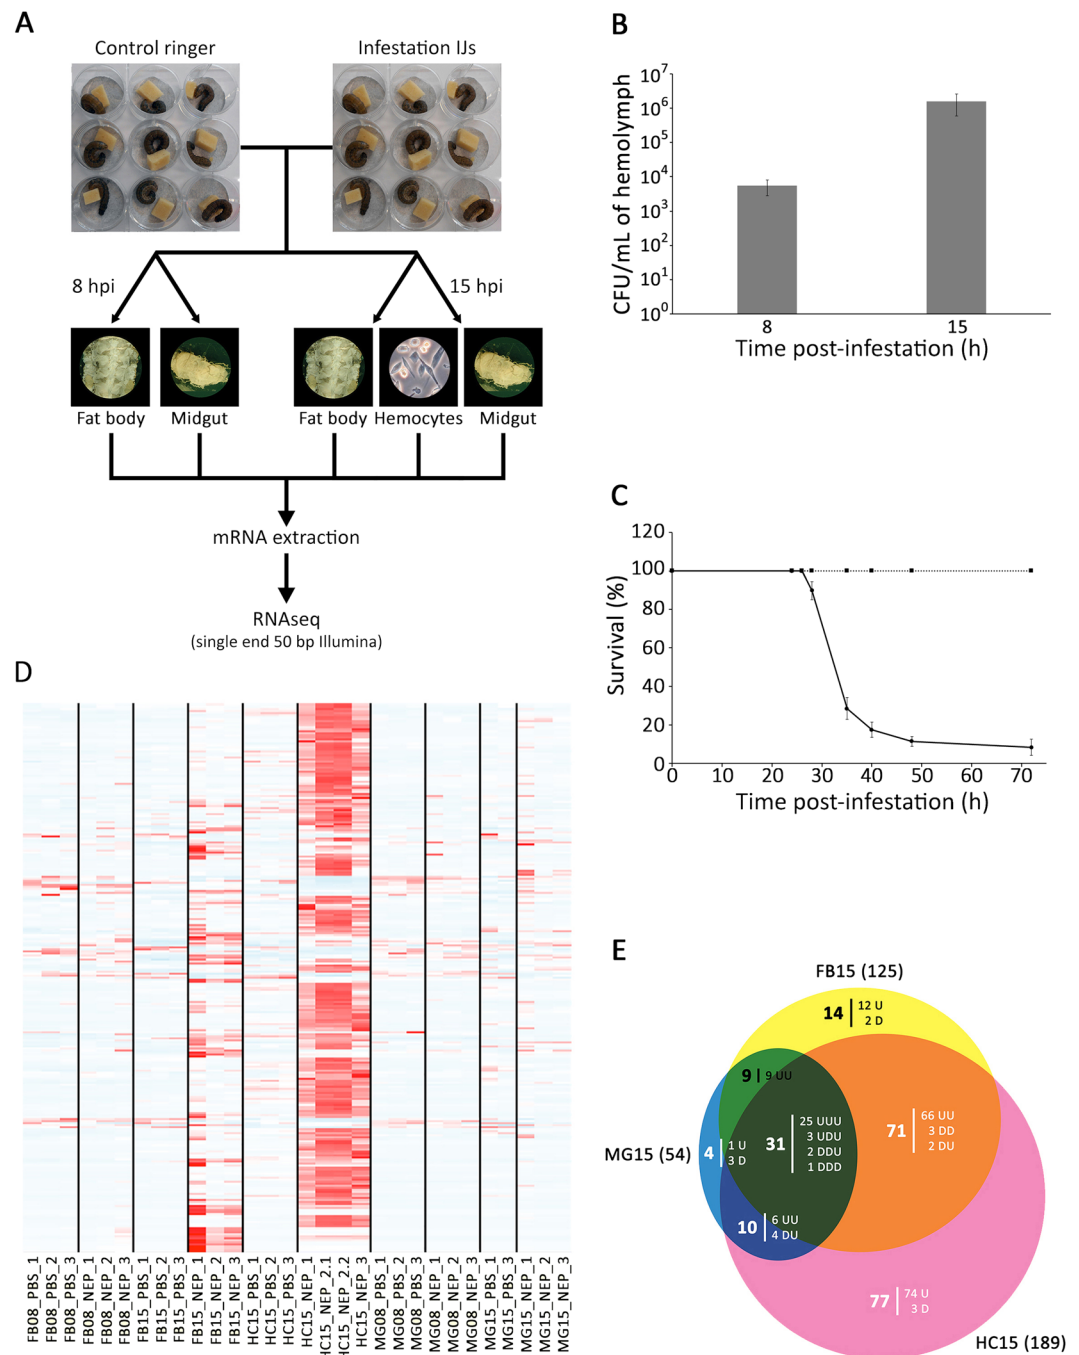 A
Control ringer
Infestation IJs
8 hpi
15 hpi
Fat body
Midgut
Fat body
Hemocytes
Midgut
mRNA extraction
RNAseq
(single end 50 bp Illumina)
B
CFU/mL of hemolymph
10⁷
10⁶
10⁵
10⁴
10³
10²
10¹
10⁰
8
15
Time post-infestation (h)
C
Survival (%)
120
100
80
60
40
20
0
0 10 20 30 40 50 60 70
Time post-infestation (h)
D
FB08_PBS_1
FB08_PBS_2
FB08_PBS_3
FB08_NEP_1
FB08_NEP_2
FB08_NEP_3
FB15_PBS_1
FB15_PBS_2
FB15_PBS_3
FB15_NEP_1
FB15_NEP_2
FB15_NEP_3
HC15_PBS_1
HC15_PBS_2
HC15_PBS_3
HC15_NEP_1
HC15_NEP_2.1
HC15_NEP_2.2
HC15_NEP_3
MG08_PBS_1
MG08_PBS_2
MG08_PBS_3
MG08_NEP_1
MG08_NEP_2
MG08_NEP_3
MG15_PBS_1
MG15_PBS_3
MG15_NEP_1
MG15_NEP_2
MG15_NEP_3
E
FB15 (125)
14
12 U
2 D
9
9 UU
MG15 (54)
4
1 U
3 D
31
25 UUU
3 UDU
2 DDU
1 DDD
71
66 UU
3 DD
2 DU
10
6 UU
4 DU
77
74 U
3 D
HC15 (189)